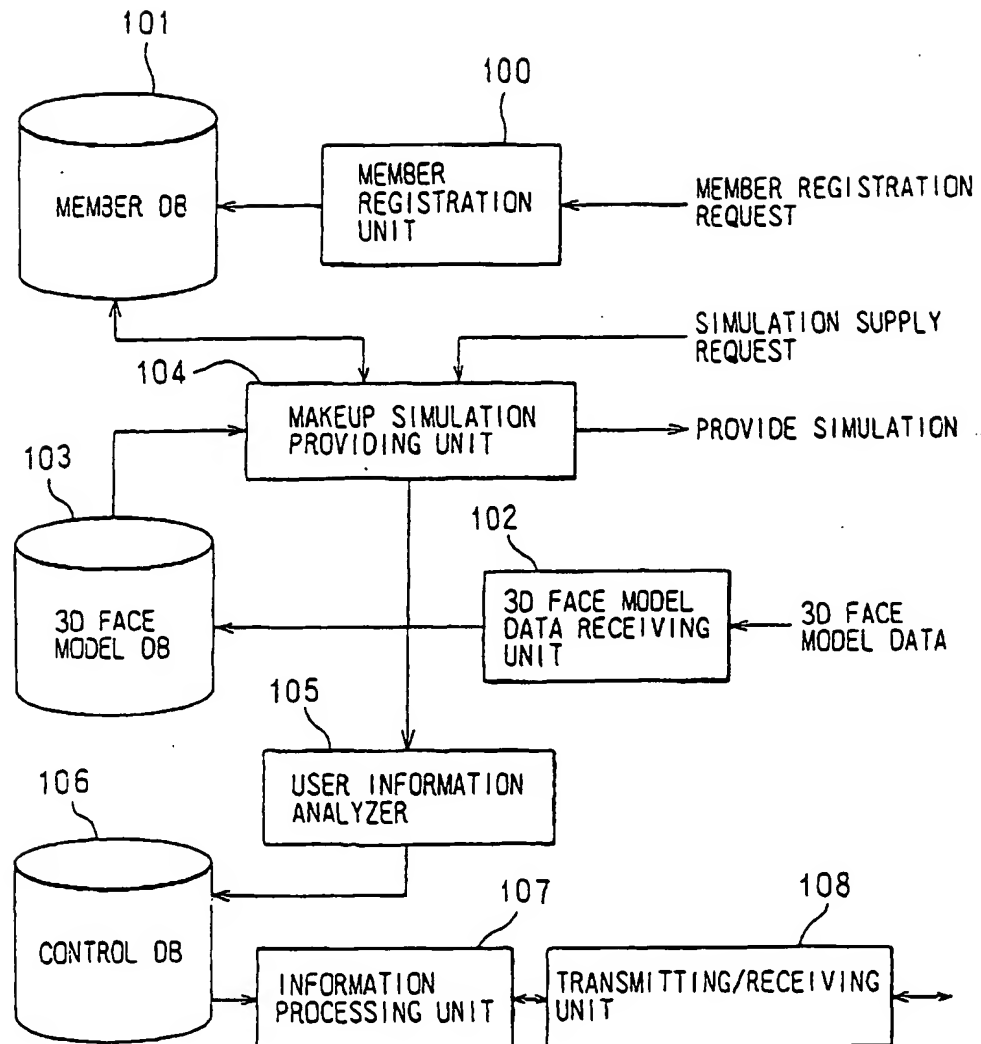 101
100
MEMBER DB
MEMBER
REGISTRATION
UNIT
MEMBER REGISTRATION
REQUEST
SIMULATION SUPPLY
REQUEST
104
MAKEUP SIMULATION
PROVIDING UNIT
PROVIDE SIMULATION
103
102
3D FACE
MODEL DB
3D FACE MODEL
DATA RECEIVING
UNIT
3D FACE
MODEL DATA
105
USER INFORMATION
ANALYZER
106
107
108
CONTROL DB
INFORMATION
PROCESSING UNIT
TRANSMITTING/RECEIVING
UNIT